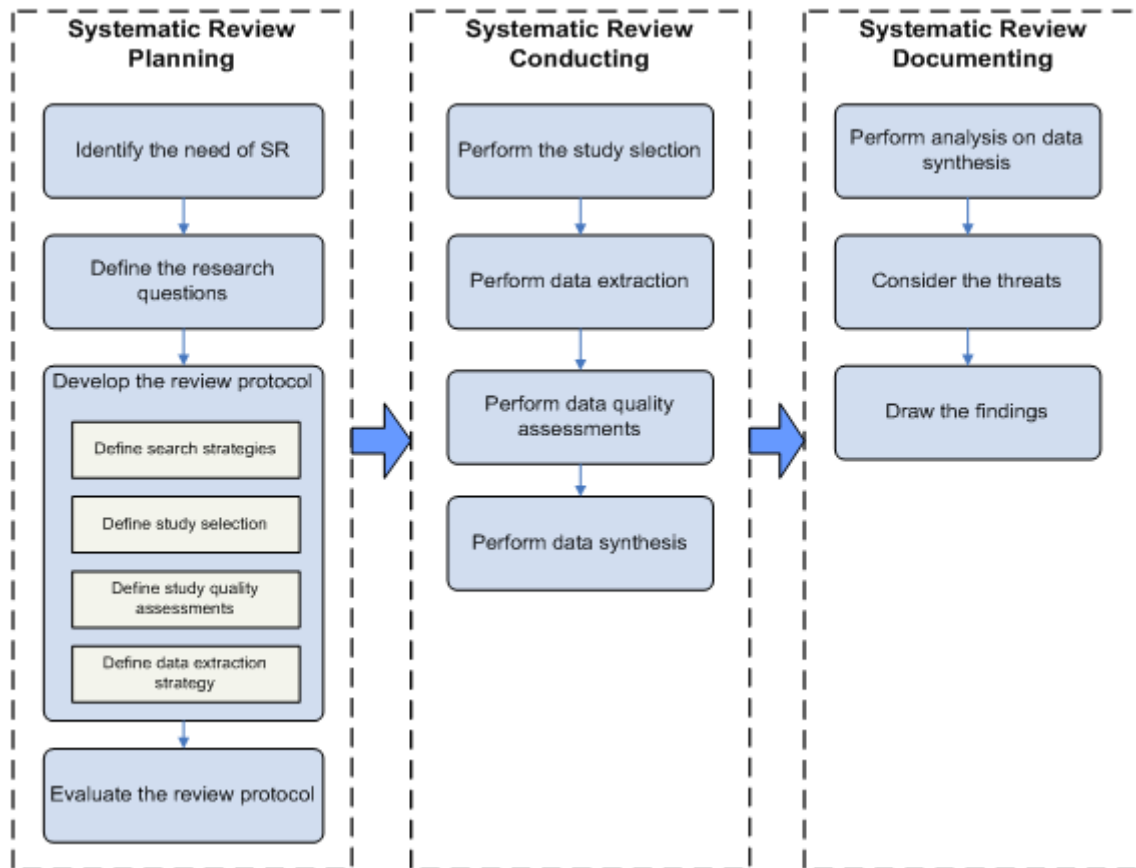 Systematic Review
Planning
Identify the need of SR
Define the research
questions
Develop the review protocol
Define search strategies
Define study selection
Define study quality
assessments
Define data extraction
strategy
Evaluate the review protocol
Systematic Review
Conducting
Perform the study slection
Perform data extraction
Perform data quality
assessments
Perform data synthesis
Systematic Review
Documenting
Perform analysis on data
synthesis
Consider the threats
Draw the findings